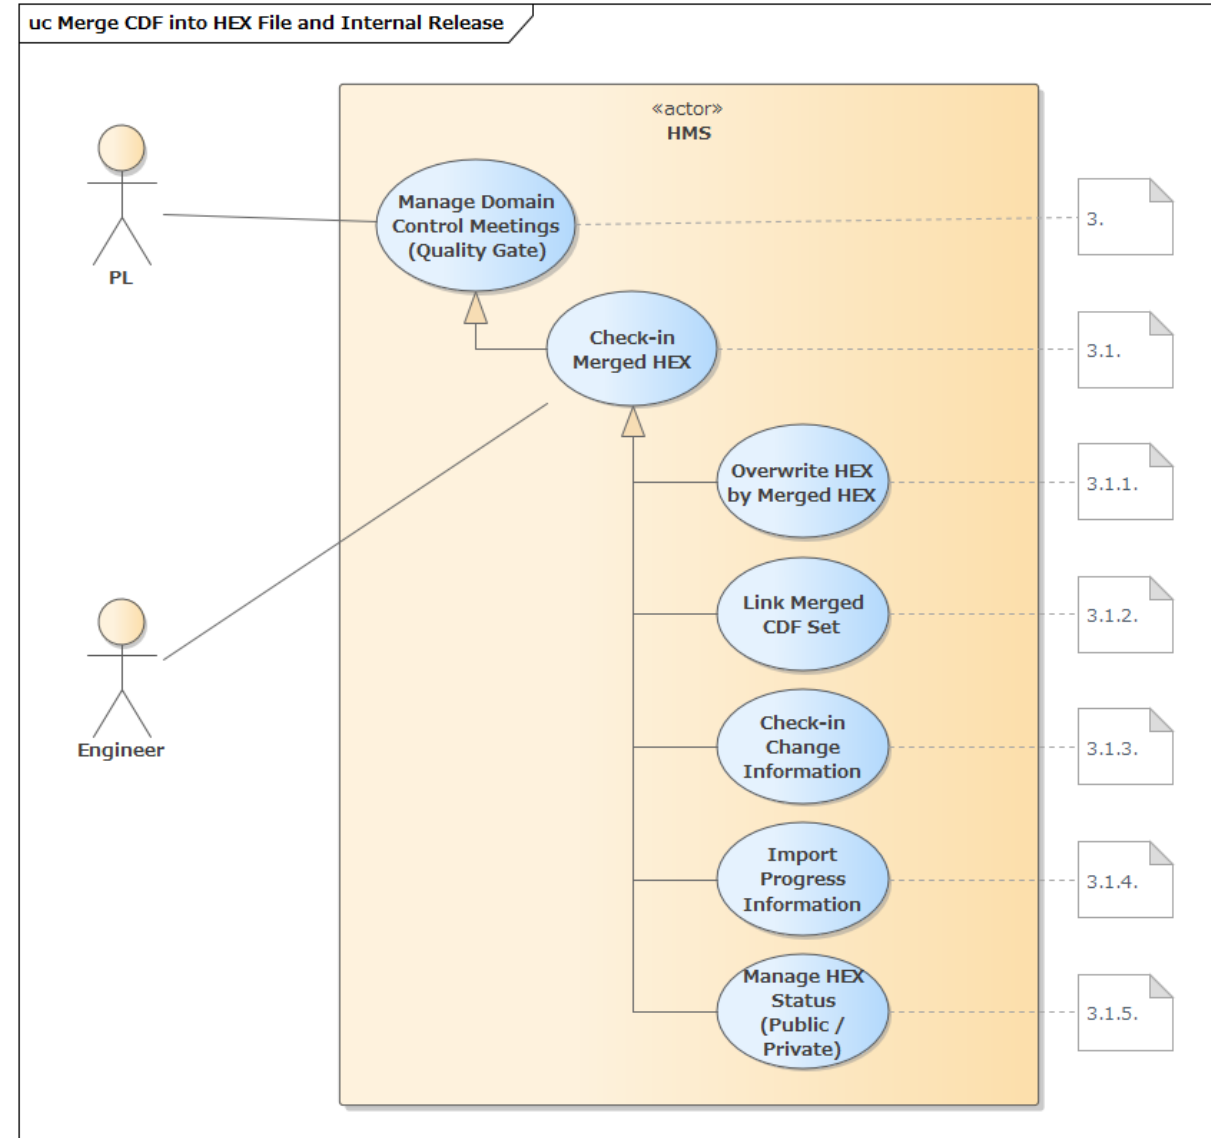 uc Merge CDF into HEX File and Internal Release
«actor»
HMS
PL
Manage Domain
Control Meetings
(Quality Gate)
3.
Check-in
Merged HEX
3.1.
Overwrite HEX
by Merged HEX
3.1.1.
Engineer
Link Merged
CDF Set
3.1.2.
Check-in
Change
Information
3.1.3.
Import
Progress
Information
3.1.4.
Manage HEX
Status
(Public /
Private)
3.1.5.